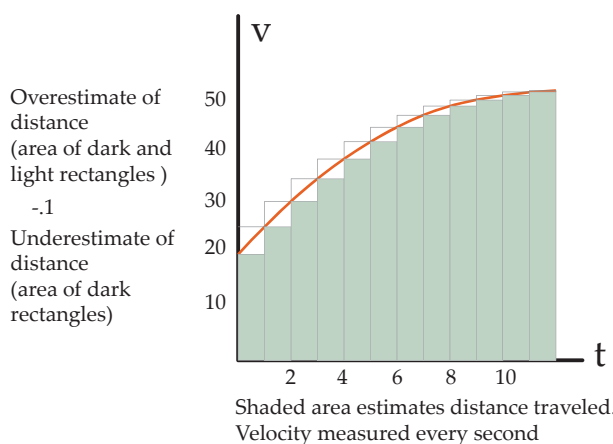 v
Overestimate of
distance
(area of dark and
light rectangles )
-.1
Underestimate of
distance
(area of dark
rectangles)
50
40
30
20
10
t
2 4 6 8 10
Shaded area estimates distance traveled.
Velocity measured every second